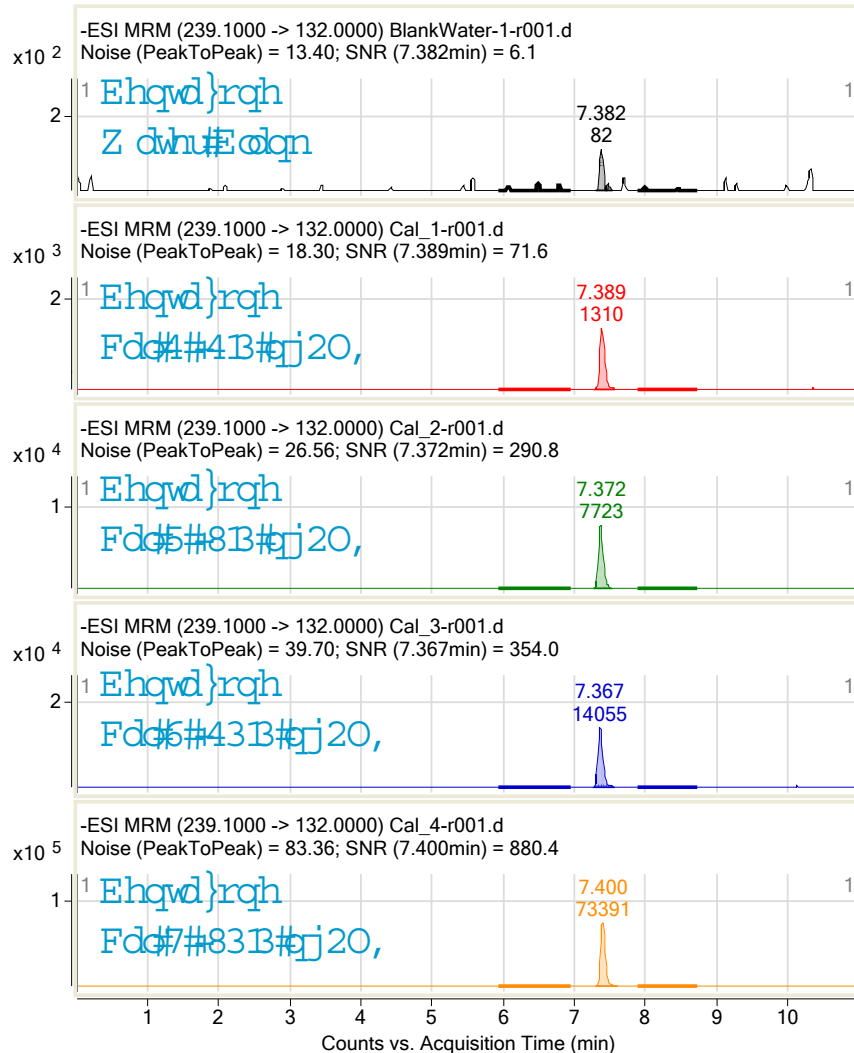 -ESI MRM (239.1000 -> 132.0000) BlankWater-1-r001.d
Noise (PeakToPeak) = 13.40; SNR (7.382min) = 6.1
x10 2
1 Ehqwd}rqh 1
2
7.382
Z dwhu#Eodqn
82
-ESI MRM (239.1000 -> 132.0000) Cal_1-r001.d
Noise (PeakToPeak) = 18.30; SNR (7.389min) = 71.6
x10 3
1 Ehqwd}rqh 1
2
7.389
1310
Fdo#4#+413#qj2O,
-ESI MRM (239.1000 -> 132.0000) Cal_2-r001.d
Noise (PeakToPeak) = 26.56; SNR (7.372min) = 290.8
x10 4
1 Ehqwd}rqh 1
1
7.372
7723
Fdo#5#+813#qj2O,
-ESI MRM (239.1000 -> 132.0000) Cal_3-r001.d
Noise (PeakToPeak) = 39.70; SNR (7.367min) = 354.0
x10 4
1 Ehqwd}rqh 1
2
7.367
14055
Fdo#6#+4313#qj2O,
-ESI MRM (239.1000 -> 132.0000) Cal_4-r001.d
Noise (PeakToPeak) = 83.36; SNR (7.400min) = 880.4
x10 5
1 Ehqwd}rqh 1
1
7.400
73391
Fdo#7#+8313#qj2O,
1 2 3 4 5 6 7 8 9 10
Counts vs. Acquisition Time (min)